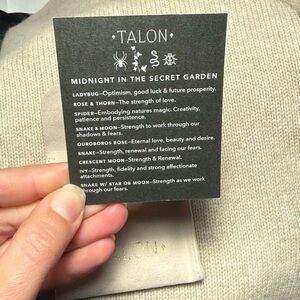 TALON
MIDNIGHT IN THE SECRET GARDEN
LADYBUG—Optimism, good luck & future prosperity.
ROSE & THORN—The strength of love.
SPIDER—Embodying natures magic. Creativity,
patience and persistence.
SNAKE & MOON—Strength to work through our
shadows & fears.
OUROBOROS ROSE—Eternal love, beauty and desire.
SNAKE—Strength, renewal and facing our fears.
CRESCENT MOON—Strength & Renewal.
IVY—Strength, fidelity and strong affectionate
attachments.
SNAKE W/ STAR OR MOON—Strength as we work
through our fears.
TALON